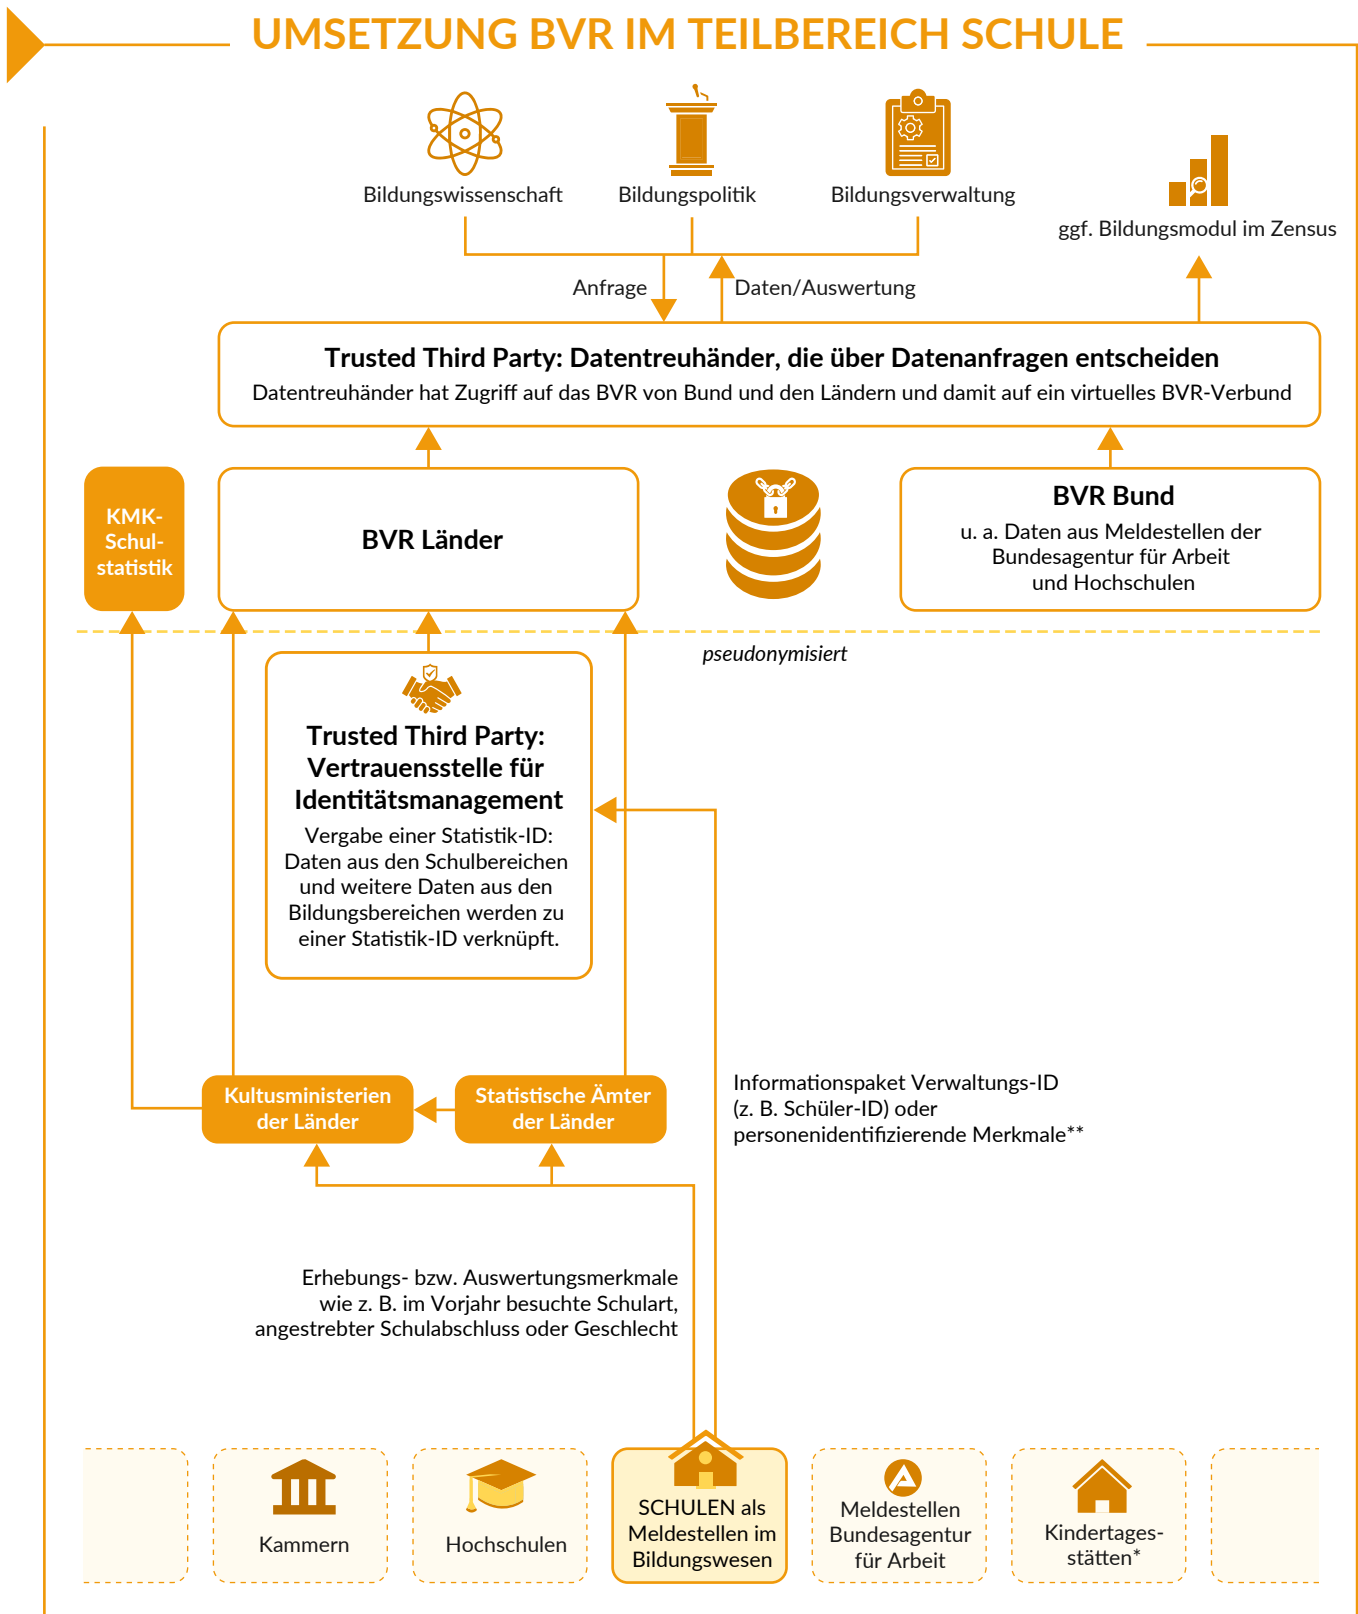 UMSETZUNG BVR IM TEILBEREICH SCHULE
Bildungswissenschaft
Bildungspolitik
Bildungsverwaltung
ggf. Bildungsmodul im Zensus
Anfrage
Daten/Auswertung
Trusted Third Party: Datentreuhänder, die über Datenanfragen entscheiden
Datentreuhänder hat Zugriff auf das BVR von Bund und den Ländern und damit auf ein virtuelles BVR-Verbund
KMK-
Schul-
statistik
BVR Länder
BVR Bund
u. a. Daten aus Meldestellen der
Bundesagentur für Arbeit
und Hochschulen
pseudonymisiert
Trusted Third Party:
Vertrauensstelle für
Identitätsmanagement
Vergabe einer Statistik-ID:
Daten aus den Schulbereichen
und weitere Daten aus den
Bildungsbereichen werden zu
einer Statistik-ID verknüpft.
Kultusministerien
der Länder
Statistische Ämter
der Länder
Informationspaket Verwaltungs-ID
(z. B. Schüler-ID) oder
personenidentifizierende Merkmale**
Erhebungs- bzw. Auswertungsmerkmale
wie z. B. im Vorjahr besuchte Schulart,
angestrebter Schulabschluss oder Geschlecht
Kammern
Hochschulen
SCHULEN als
Meldestellen im
Bildungswesen
Meldestellen
Bundesagentur
für Arbeit
Kindertages-
stätten*